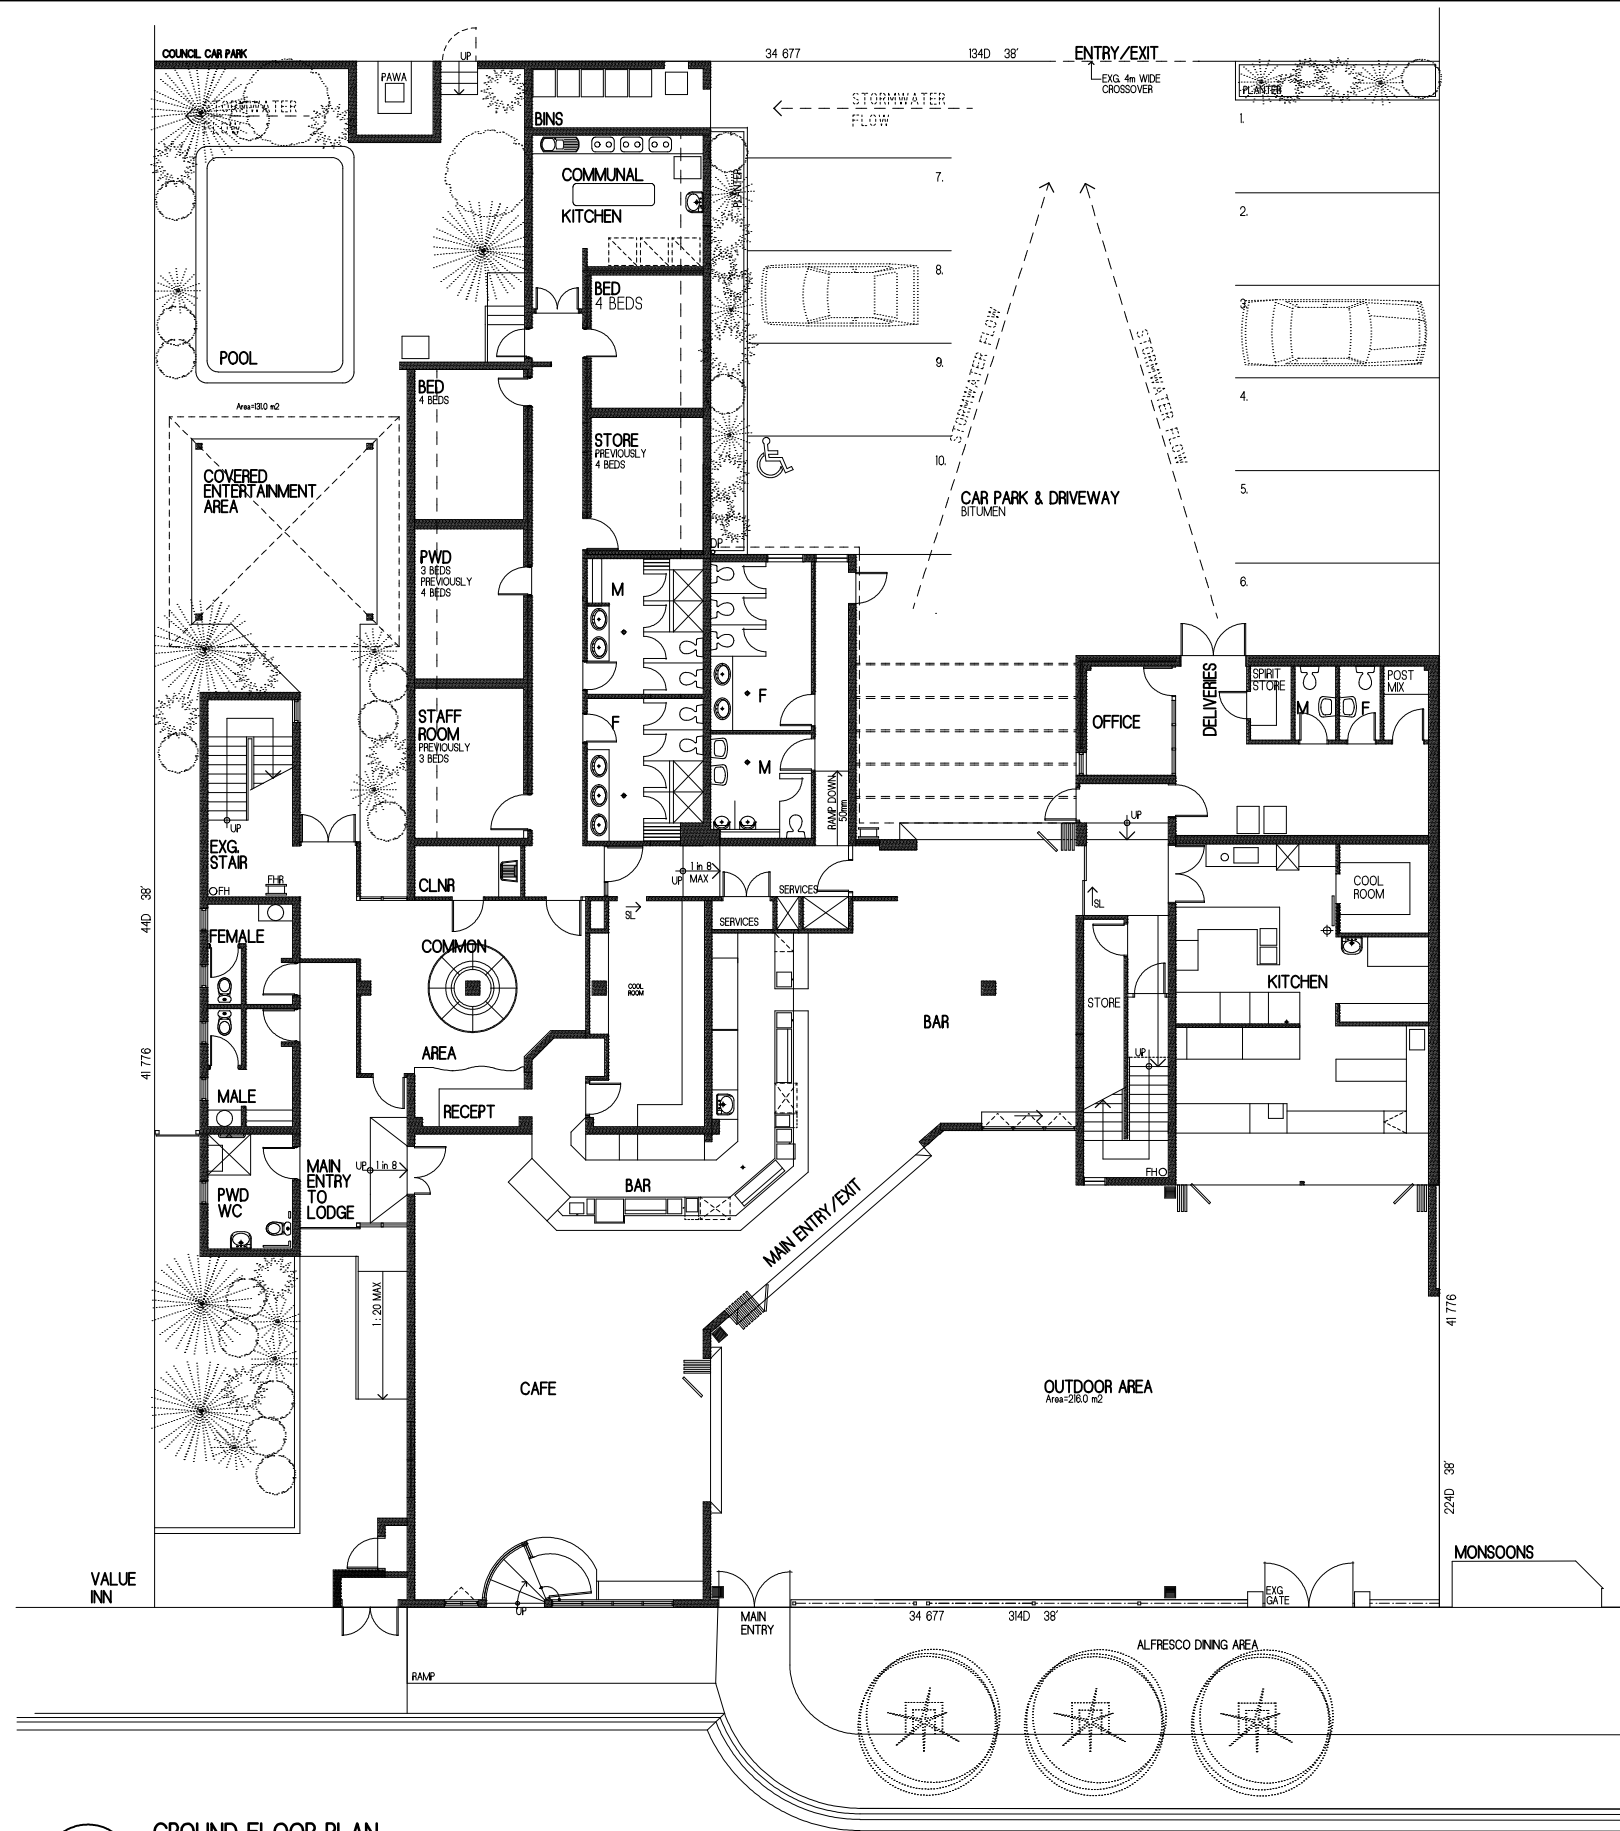 COUNCIL CAR PARK
UP
34 677
134D 38'
ENTRY/EXIT
EXG. 4m WIDE
CROSSOVER
PAWA
STORMWATER
FLOW
BINS
STORMWATER
FLOW
PLANTER
1.
COMMUNAL
KITCHEN
PLANTER
7.
2.
BED
4 BEDS
8.
3.
POOL
STORMWATER FLOW
STORMWATER FLOW
9.
BED
4 BEDS
4.
Area=131.0 m2
STORE
PREVIOUSLY
4 BEDS
10.
COVERED
ENTERTAINMENT
AREA
CAR PARK & DRIVEWAY
BITUMEN
5.
DP
PWD
3 BEDS
PREVIOUSLY
4 BEDS
M
6.
STAFF
ROOM
PREVIOUSLY
3 BEDS
F
F
M
OFFICE
DELIVERIES
SPIRIT
STORE
M
F
POST
MIX
RAMP DOWN
50mm
UP
UP
EXG.
STAIR
FH
FHR
CLNR
UP
1 in 8
MAX
SERVICES
SERVICES
SL
SL
COOL
ROOM
44D 38'
FEMALE
COMMON
COOL
ROOM
KITCHEN
STORE
BAR
AREA
UP
41 776
MALE
RECEPT
MAIN
ENTRY
TO
LODGE
UP
1 in 8
FH
PWD
WC
BAR
MAIN ENTRY/EXIT
1:20 MAX
41 776
CAFE
OUTDOOR AREA
Area=216.0 m2
224D 38'
MONSOONS
VALUE
INN
UP
MAIN
ENTRY
34 677
314D 38'
EXG
GATE
ALFRESCO DINING AREA
RAMP
GROUND FLOOR PLAN